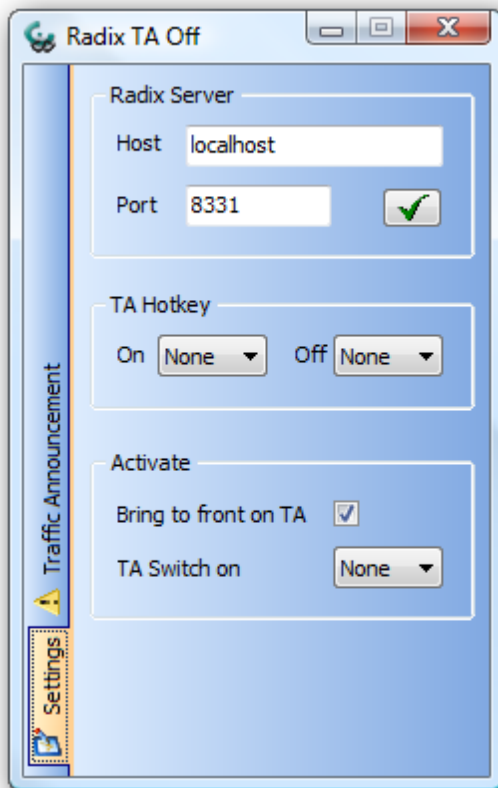 Radix TA Off
Radix Server
Host localhost
Port 8331
TA Hotkey
On None Off None
Activate
Bring to front on TA
TA Switch on None
Traffic Announcement
Settings